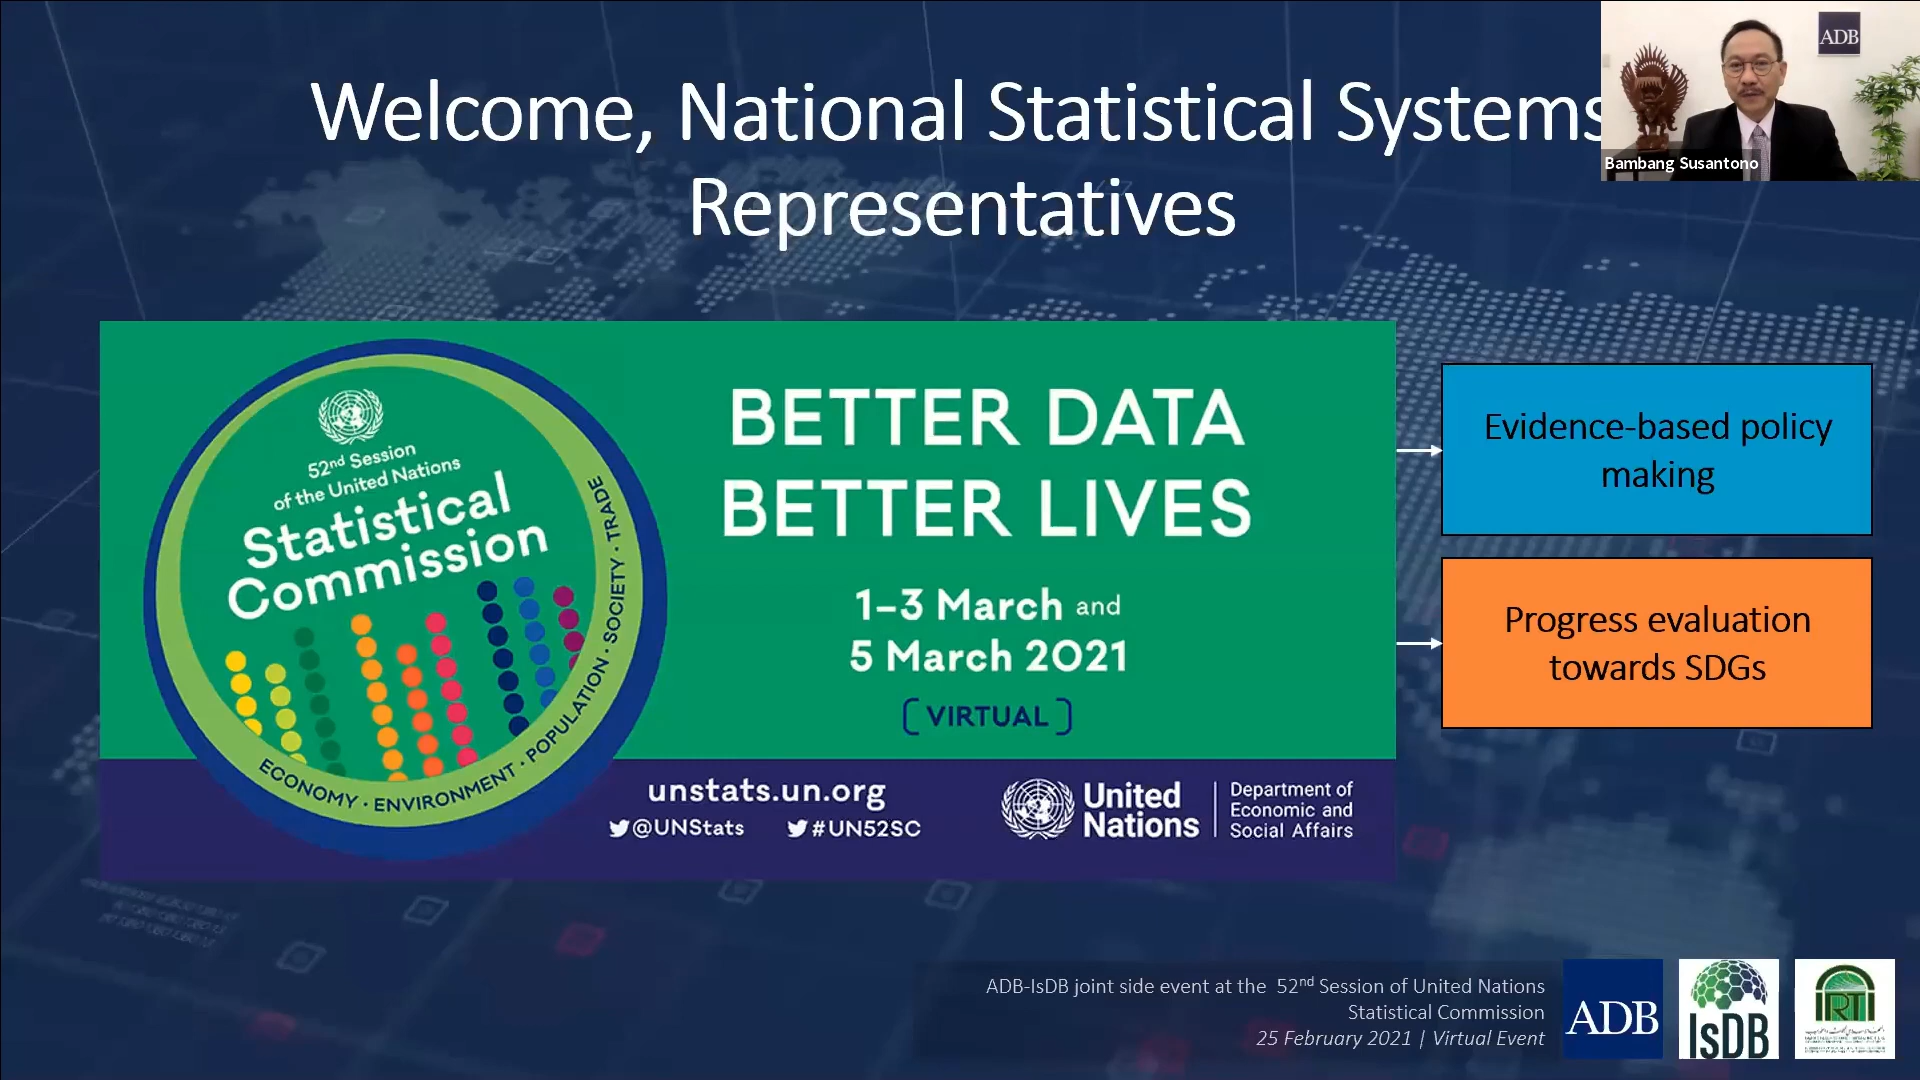 Welcome, National Statistical Systems
Representatives
ADB
Bambang Susantono
52nd Session
of the United Nations
Statistical
Commission
ECONOMY · ENVIRONMENT · POPULATION · SOCIETY · TRADE
BETTER DATA
BETTER LIVES
1–3 March and
5 March 2021
[VIRTUAL]
unstats.un.org
@UNStats #UN52SC
United
Nations
Department of
Economic and
Social Affairs
Evidence-based policy
making
Progress evaluation
towards SDGs
ADB-IsDB joint side event at the 52nd Session of United Nations
Statistical Commission
25 February 2021 | Virtual Event
ADB
IsDB
IRTI